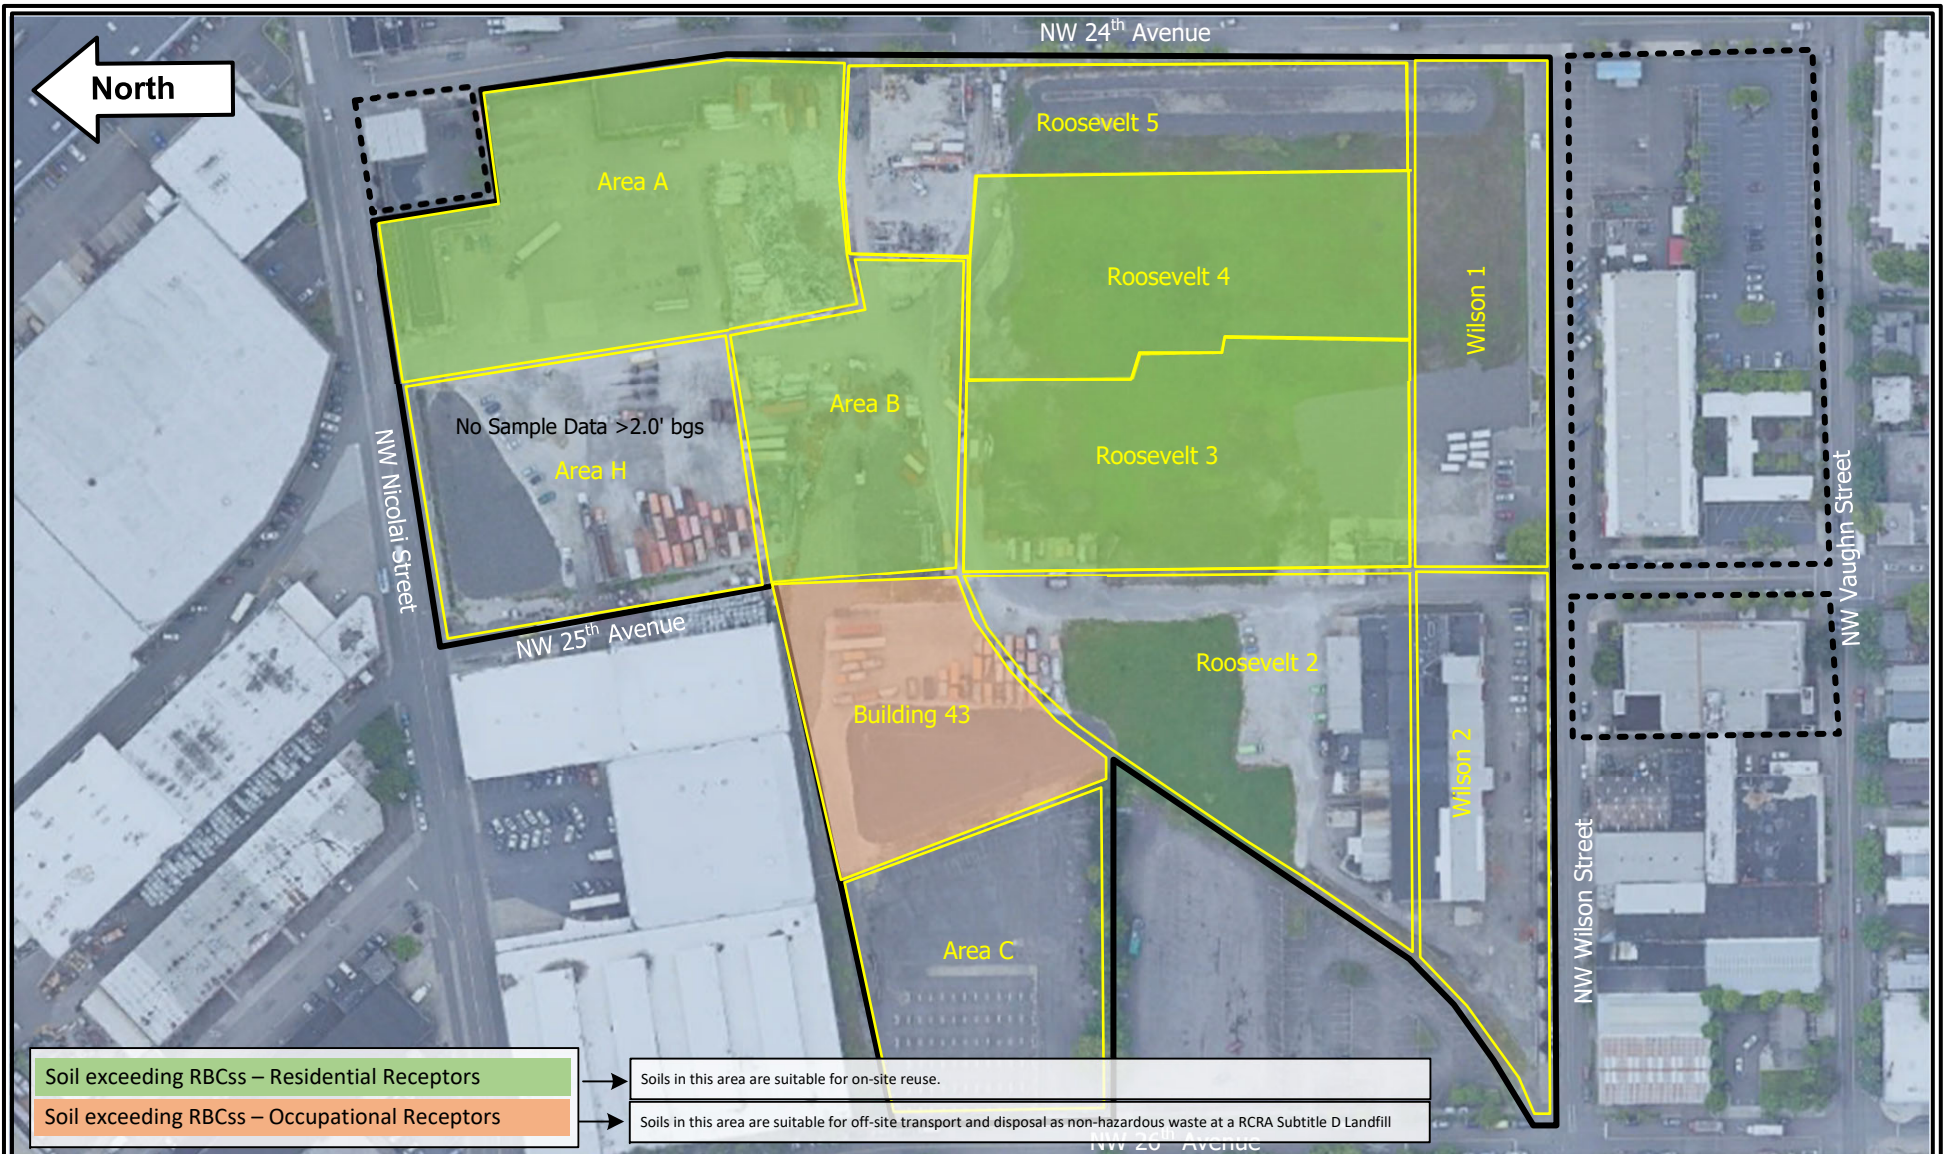 NW 24th Avenue
North
Roosevelt 5
Area A
Roosevelt 4
Wilson 1
Area B
No Sample Data >2.0' bgs
Area H
Roosevelt 3
NW Nicolai Street
NW Vaughn Street
NW 25th Avenue
Roosevelt 2
Building 43
Wilson 2
NW Wilson Street
Area C
Soil exceeding RBCss – Residential Receptors
Soils in this area are suitable for on-site reuse.
Soil exceeding RBCss – Occupational Receptors
Soils in this area are suitable for off-site transport and disposal as non-hazardous waste at a RCRA Subtitle D Landfill
NW 26th Avenue